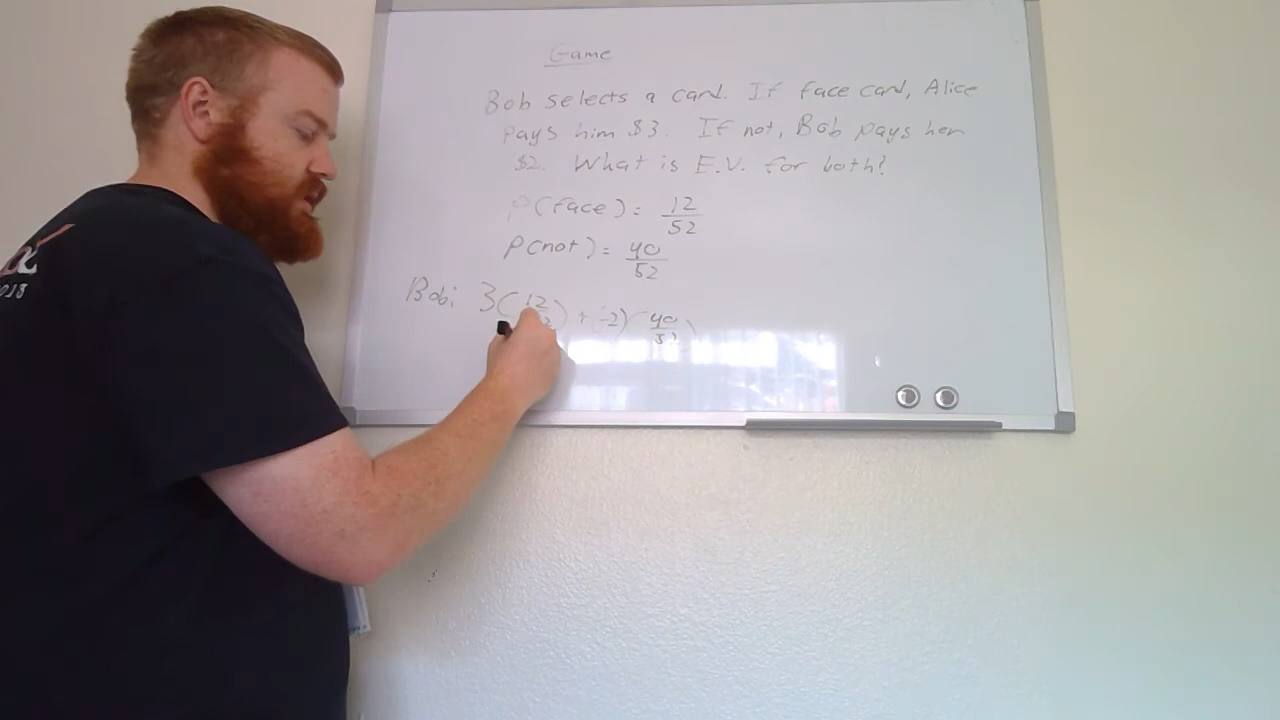 Game
Bob selects a card. If face card, Alice
pays him $3. If not, Bob pays her
$2. What is E.V. for both?
P(face) = 12/52
P(not) = 40/52
Bob: 3(12/ ) + (-2)(40/52)